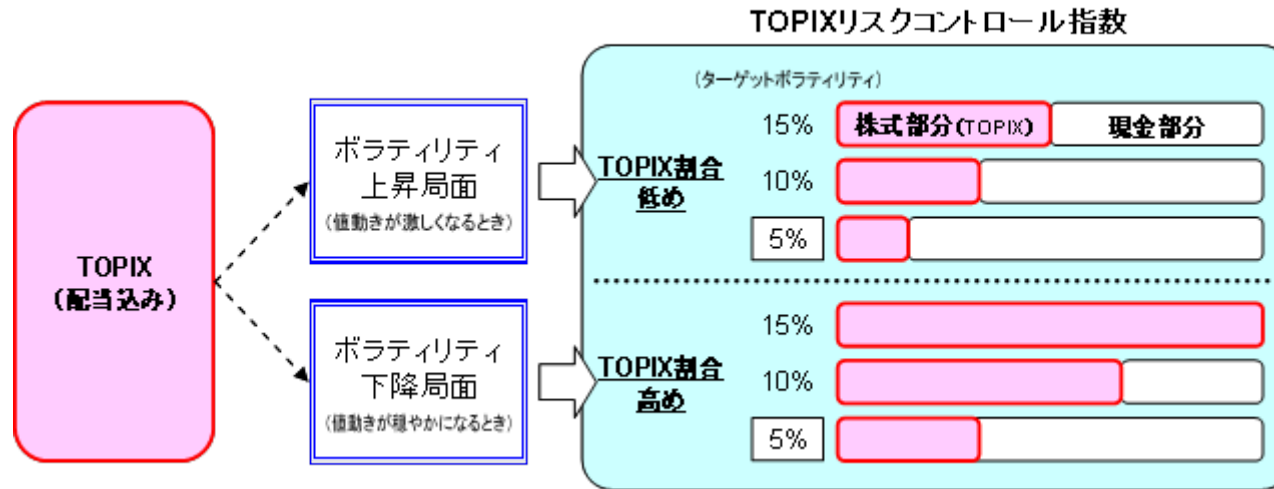 TOPIXリスクコントロール指数
TOPIX
(配当込み)
ボラティリティ
上昇局面
(値動きが激しくなるとき)
ボラティリティ
下降局面
(値動きが穏やかになるとき)
(ターゲットボラティリティ)
TOPIX割合
低め
15%
株式部分(TOPIX)
現金部分
10%
5%
TOPIX割合
高め
15%
10%
5%